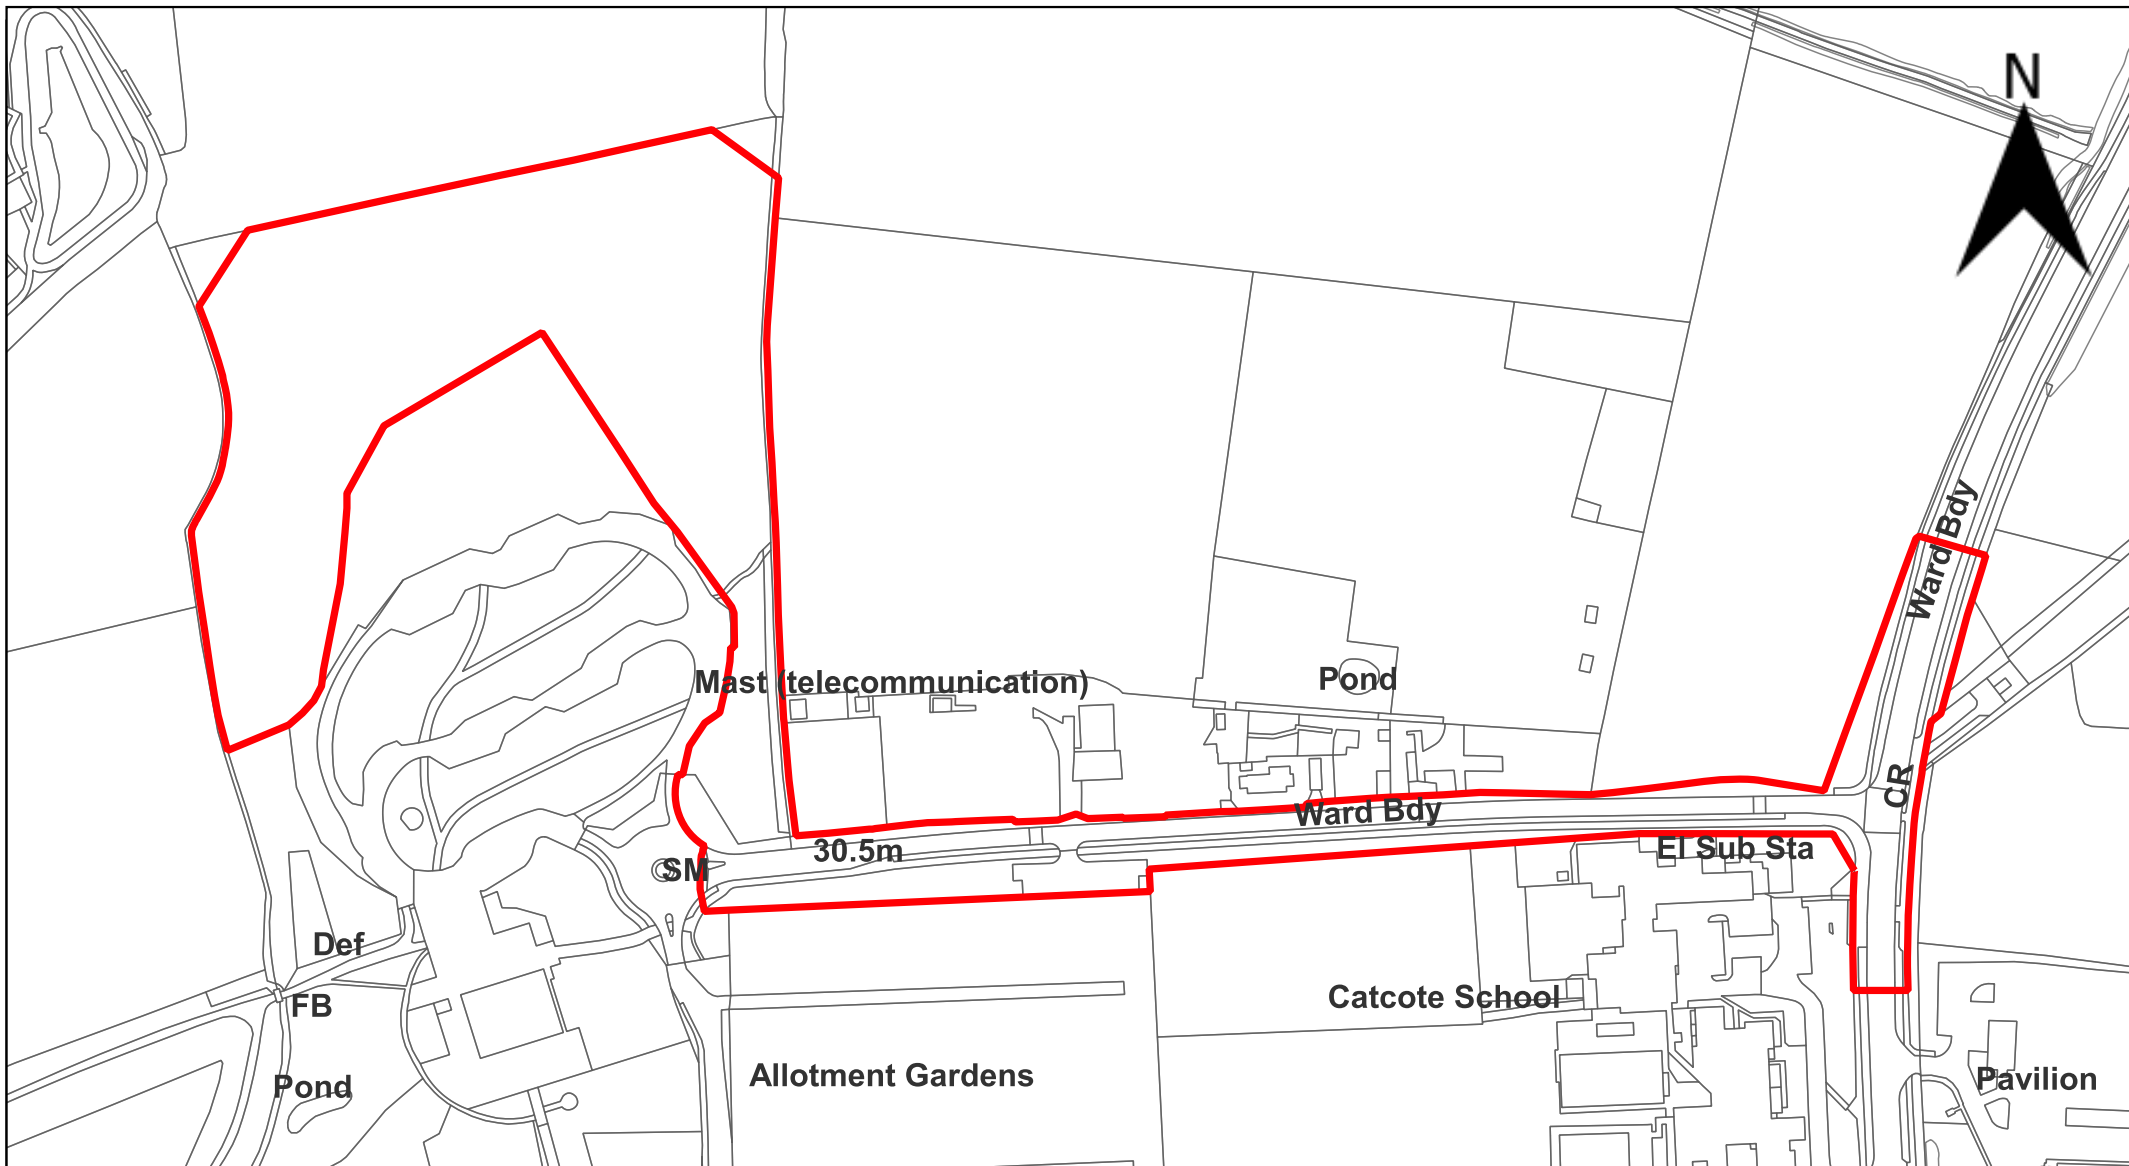 N
Ward Bdy
Mast (telecommunication)
Pond
CR
Ward Bdy
30.5m
El Sub Sta
SM
Def
Catcote School
FB
Allotment Gardens
Pond
Pavilion